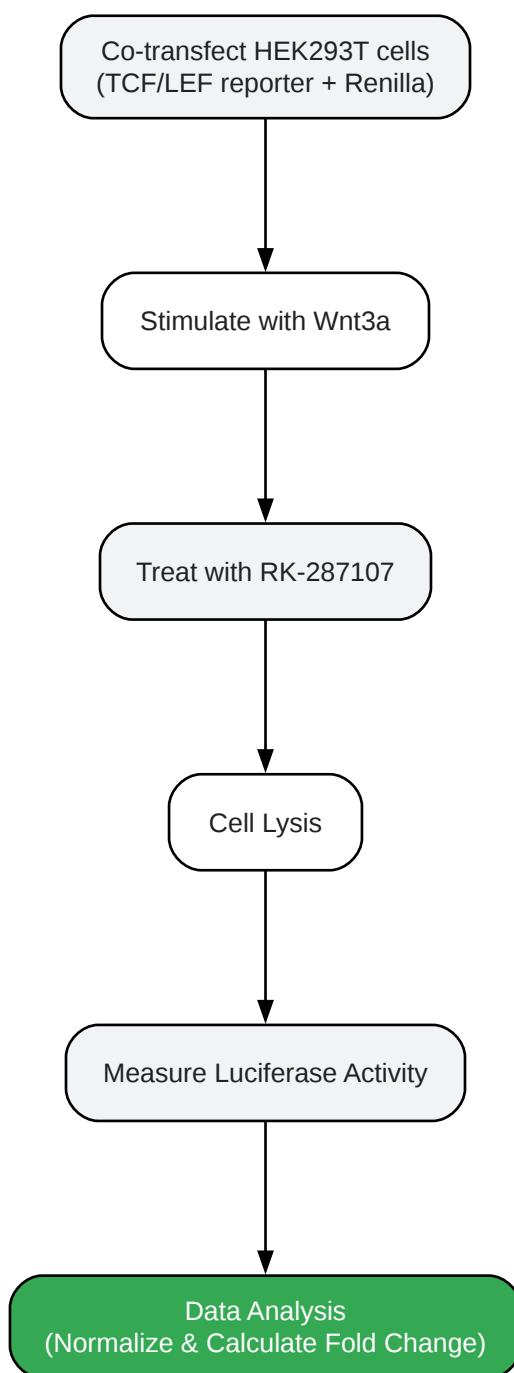 Co-transfect HEK293T cells
(TCF/LEF reporter + Renilla)
Stimulate with Wnt3a
Treat with RK-287107
Cell Lysis
Measure Luciferase Activity
Data Analysis
(Normalize & Calculate Fold Change)